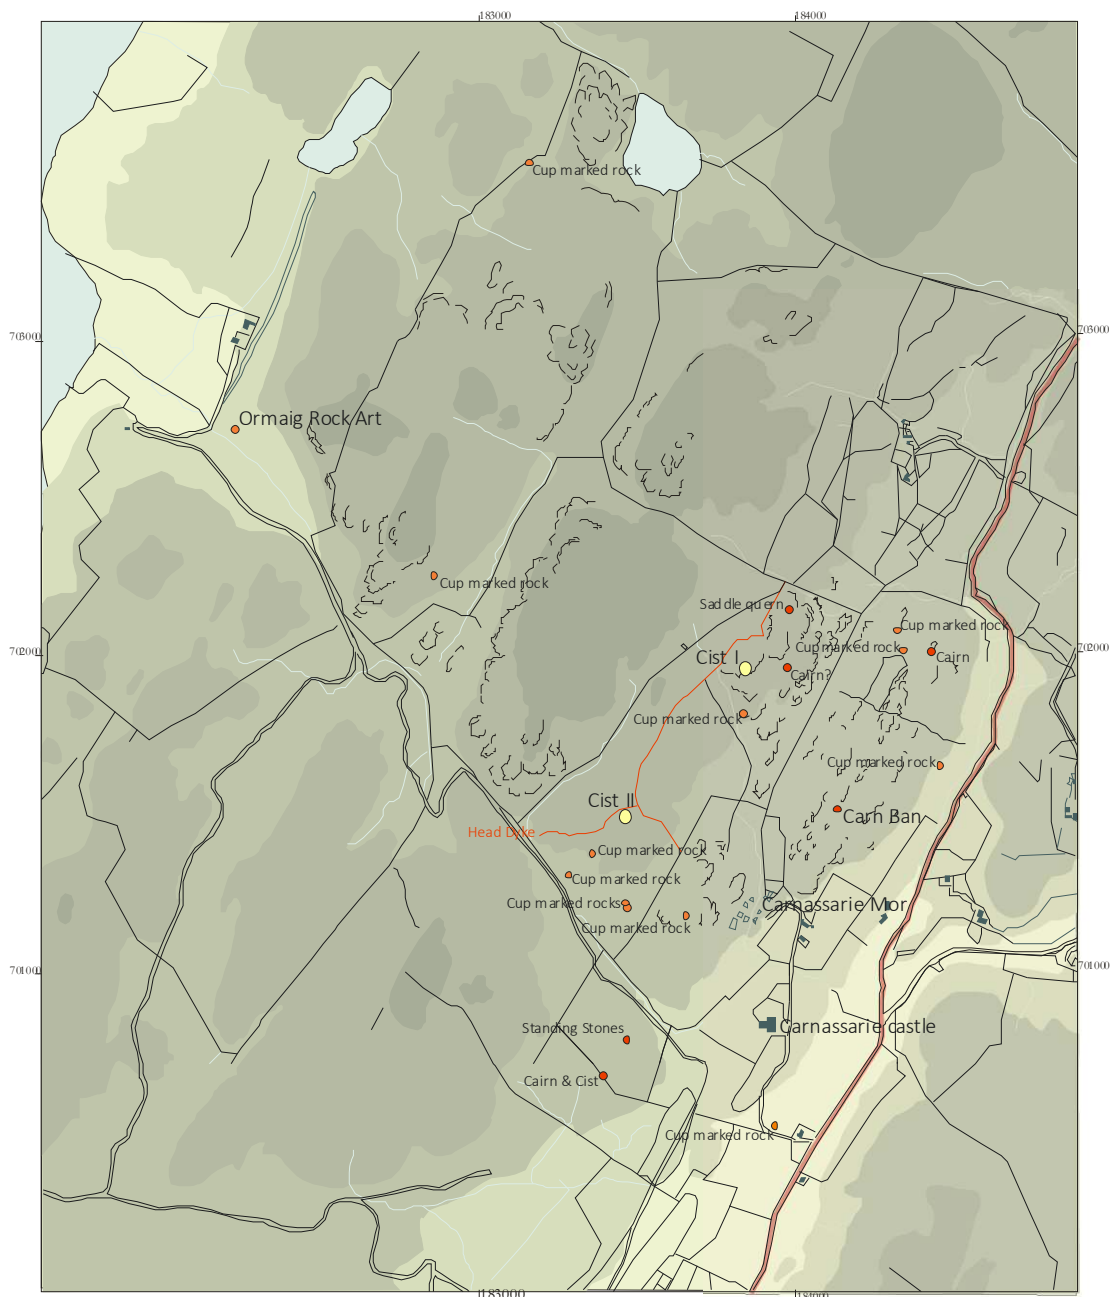 183000
184000
Cup marked rock
703000
703000
Ormaig Rock Art
Cup marked rock
Saddle quern
Cup marked rock
Cup marked rock
702000
702000
Cist I
Cairn
Cairn?
Cup marked rock
Cup marked rock
Cist II
Carn Ban
Head Dyke
Cup marked rock
Cup marked rock
Cup marked rocks
Carnassarie Mor
Cup marked rock
701000
701000
Standing Stones
Carnassarie castle
Cairn & Cist
Cup marked rock
183000
184000